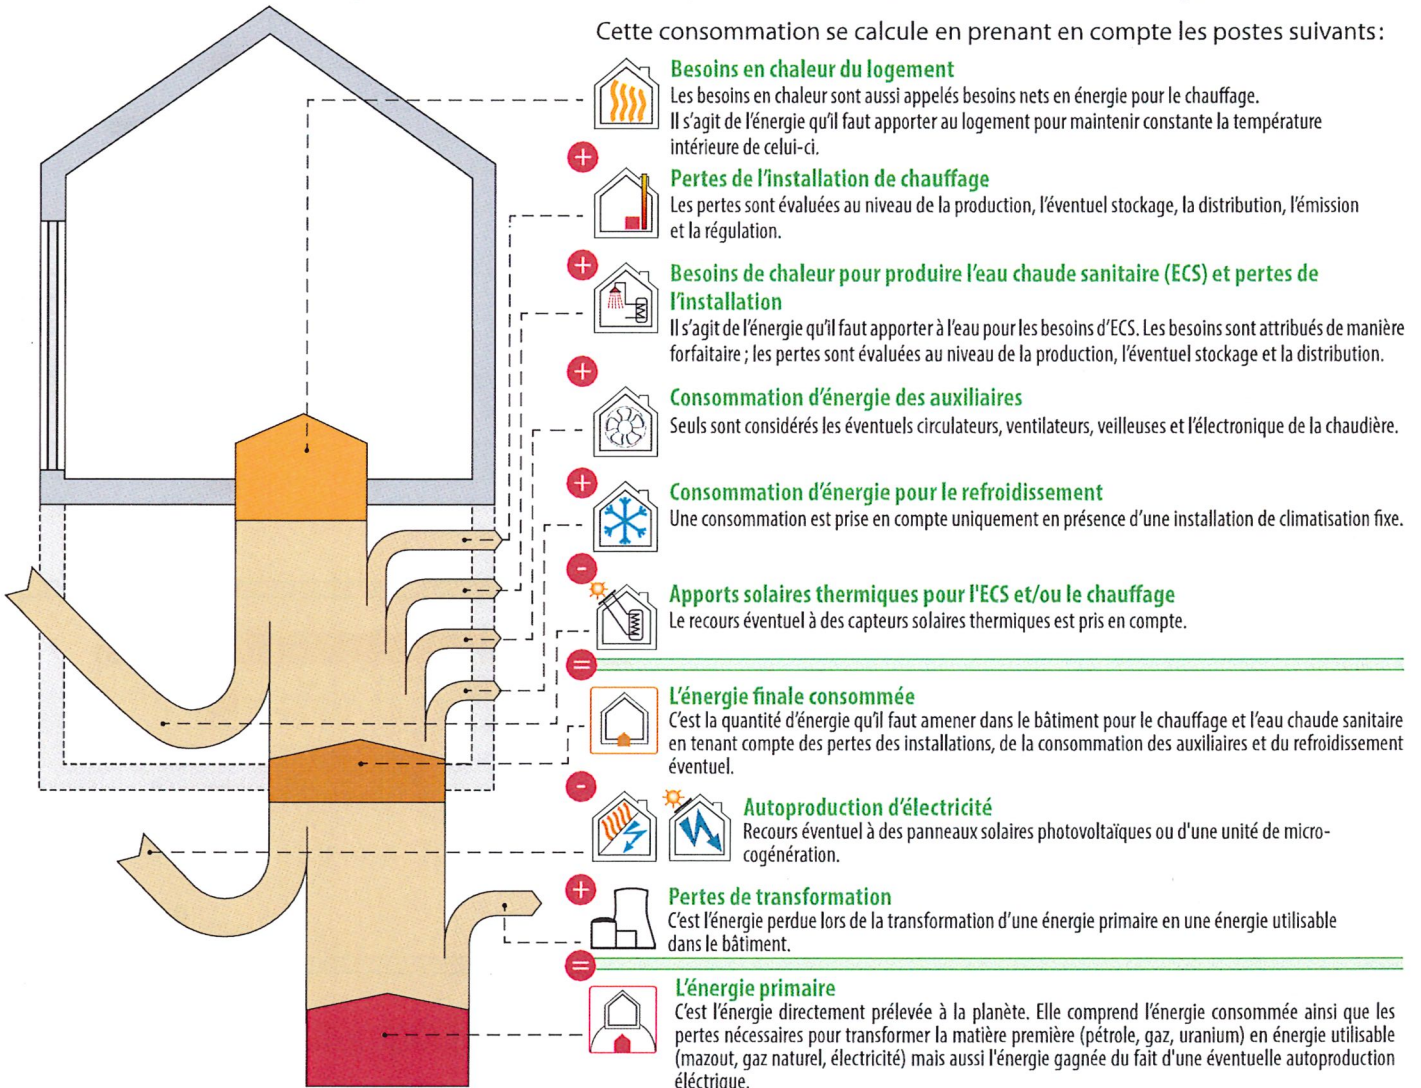 Cette consommation se calcule en prenant en compte les postes suivants:
Besoins en chaleur du logement
Les besoins en chaleur sont aussi appelés besoins nets en énergie pour le chauffage.
Il s'agit de l'énergie qu'il faut apporter au logement pour maintenir constante la température
intérieure de celui-ci.
+
Pertes de l'installation de chauffage
Les pertes sont évaluées au niveau de la production, l'éventuel stockage, la distribution, l'émission
et la régulation.
+
Besoins de chaleur pour produire l'eau chaude sanitaire (ECS) et pertes de
l'installation
Il s'agit de l'énergie qu'il faut apporter à l'eau pour les besoins d'ECS. Les besoins sont attribués de manière
forfaitaire ; les pertes sont évaluées au niveau de la production, l'éventuel stockage et la distribution.
+
Consommation d'énergie des auxiliaires
Seuls sont considérés les éventuels circulateurs, ventilateurs, veilleuses et l'électronique de la chaudière.
+
Consommation d'énergie pour le refroidissement
Une consommation est prise en compte uniquement en présence d'une installation de climatisation fixe.
-
Apports solaires thermiques pour l'ECS et/ou le chauffage
Le recours éventuel à des capteurs solaires thermiques est pris en compte.
=
L'énergie finale consommée
C'est la quantité d'énergie qu'il faut amener dans le bâtiment pour le chauffage et l'eau chaude sanitaire
en tenant compte des pertes des installations, de la consommation des auxiliaires et du refroidissement
éventuel.
-
Autoproduction d'électricité
Recours éventuel à des panneaux solaires photovoltaïques ou d'une unité de micro-
cogénération.
+
Pertes de transformation
C'est l'énergie perdue lors de la transformation d'une énergie primaire en une énergie utilisable
dans le bâtiment.
=
L'énergie primaire
C'est l'énergie directement prélevée à la planète. Elle comprend l'énergie consommée ainsi que les
pertes nécessaires pour transformer la matière première (pétrole, gaz, uranium) en énergie utilisable
(mazout, gaz naturel, électricité) mais aussi l'énergie gagnée du fait d'une éventuelle autoproduction
éléctrique.